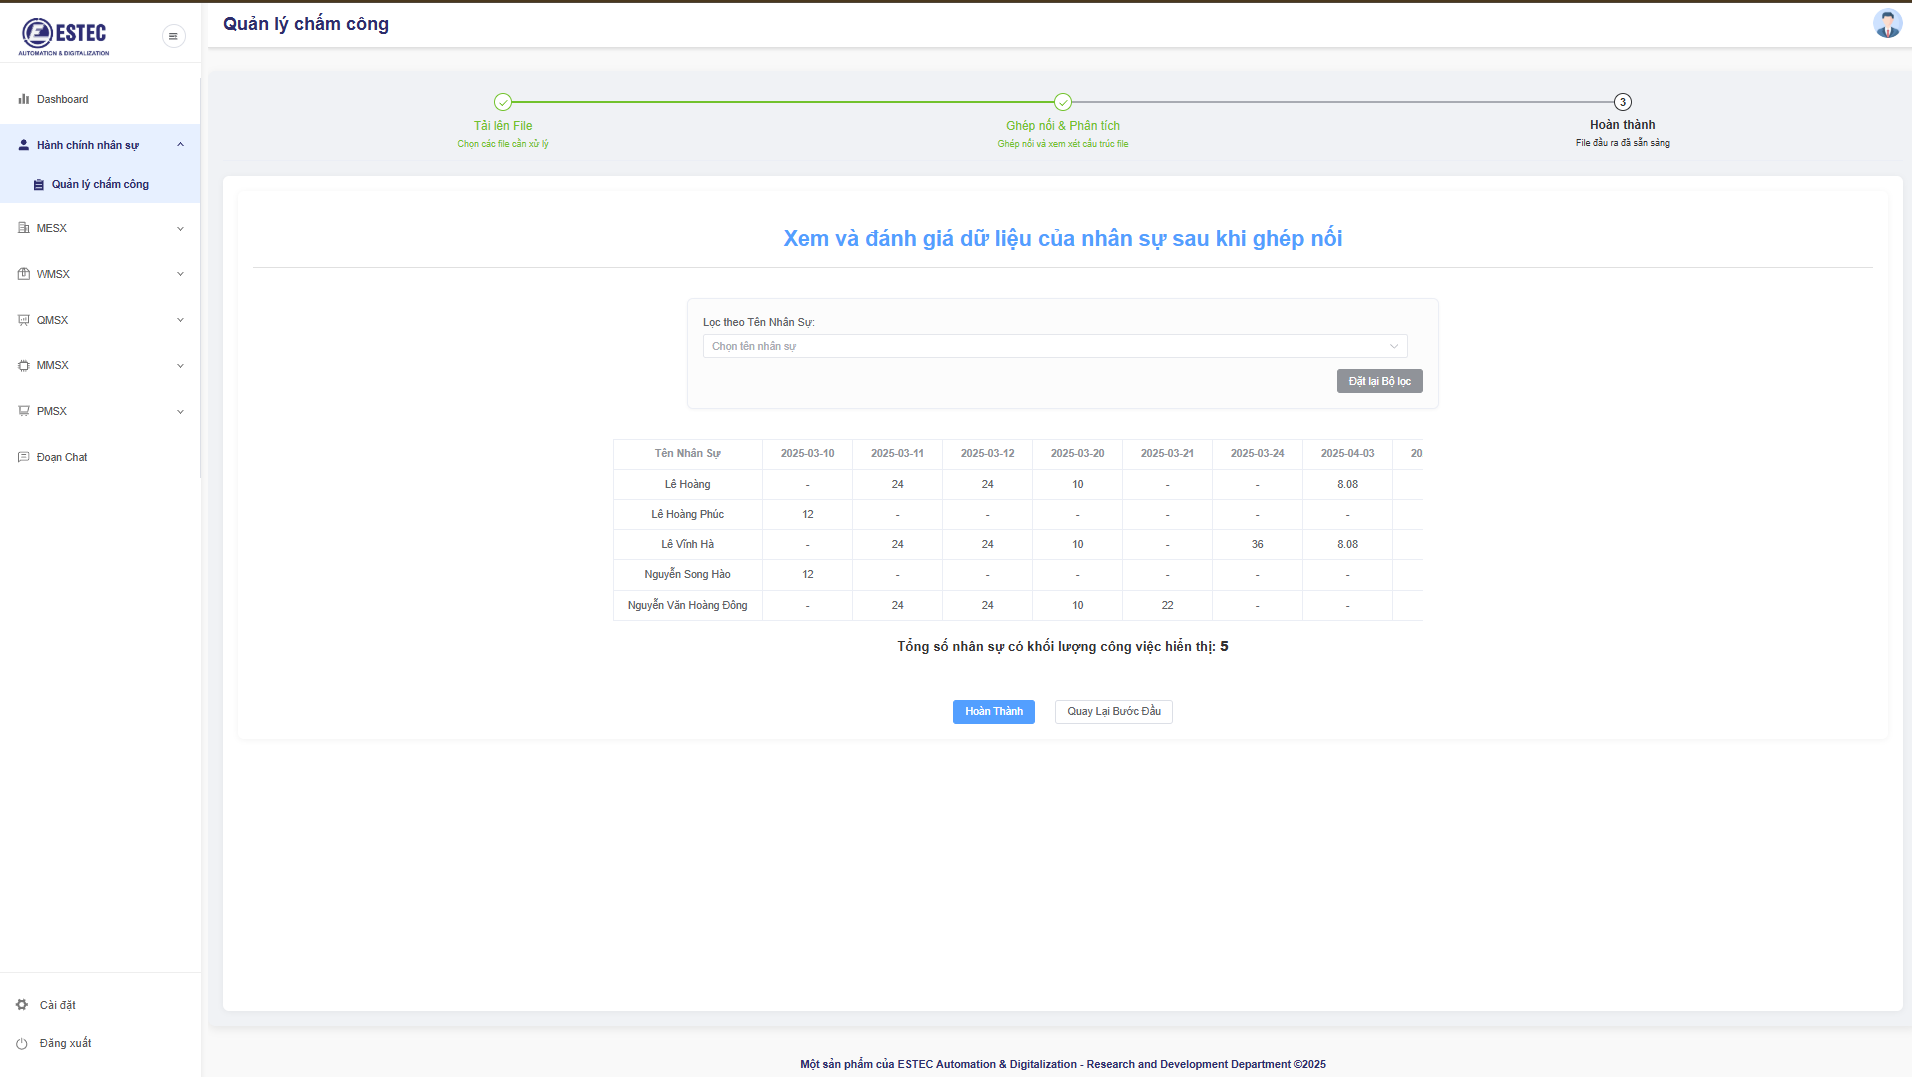 ESTEC
AUTOMATION & DIGITALIZATION
Quản lý chấm công
Dashboard
Hành chính nhân sự
Quản lý chấm công
MESX
WMSX
QMSX
MMSX
PMSX
Đoạn Chat
Cài đặt
Đăng xuất
Tải lên File
Chọn các file cần xử lý
Ghép nối & Phân tích
Ghép nối và xem xét cấu trúc file
3
Hoàn thành
File đầu ra đã sẵn sàng
Xem và đánh giá dữ liệu của nhân sự sau khi ghép nối
Lọc theo Tên Nhân Sự:
Chọn tên nhân sự
Đặt lại Bộ lọc
Tên Nhân Sự 2025-03-10 2025-03-11 2025-03-12 2025-03-20 2025-03-21 2025-03-24 2025-04-03 20
Lê Hoàng - 24 24 10 - - 8.08
Lê Hoàng Phúc 12 - - - - - -
Lê Vĩnh Hà - 24 24 10 - 36 8.08
Nguyễn Song Hào 12 - - - - - -
Nguyễn Văn Hoàng Đông - 24 24 10 22 - -
Tổng số nhân sự có khối lượng công việc hiển thị: 5
Hoàn Thành
Quay Lại Bước Đầu
Một sản phẩm của ESTEC Automation & Digitalization - Research and Development Department ©2025